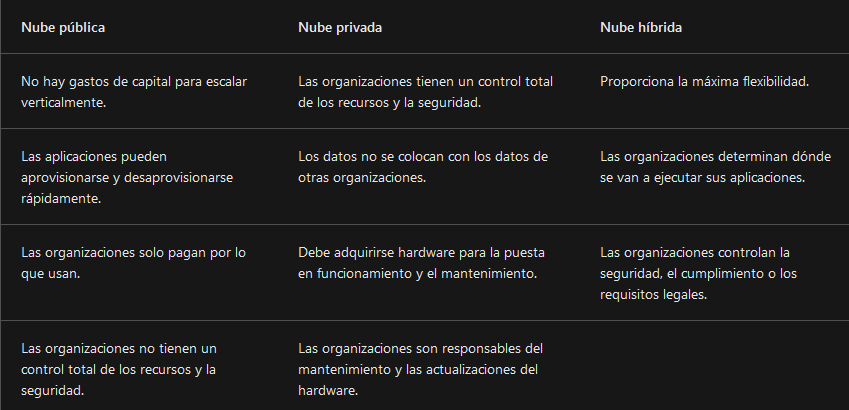 Nube pública
Nube privada
Nube híbrida
No hay gastos de capital para escalar
verticalmente.
Las organizaciones tienen un control total
de los recursos y la seguridad.
Proporciona la máxima flexibilidad.
Las aplicaciones pueden
aprovisionarse y desaprovisionarse
rápidamente.
Los datos no se colocan con los datos de
otras organizaciones.
Las organizaciones determinan dónde
se van a ejecutar sus aplicaciones.
Las organizaciones solo pagan por lo
que usan.
Debe adquirirse hardware para la puesta
en funcionamiento y el mantenimiento.
Las organizaciones controlan la
seguridad, el cumplimiento o los
requisitos legales.
Las organizaciones no tienen un
control total de los recursos y la
seguridad.
Las organizaciones son responsables del
mantenimiento y las actualizaciones del
hardware.